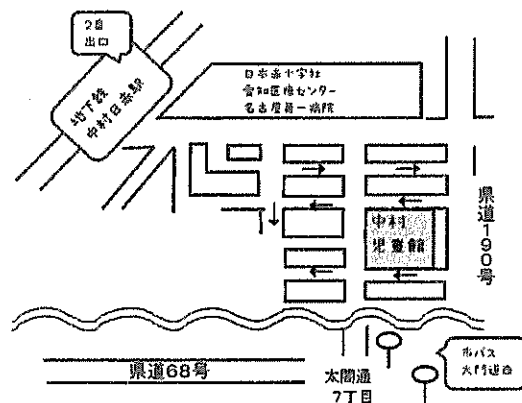 2番
出口
地下鉄
中村日赤駅
日本赤十字社
愛知医療センター
名古屋第一病院
中村
児童館
県道190号
県道68号
太閤通
7丁目
市バス
大門通西